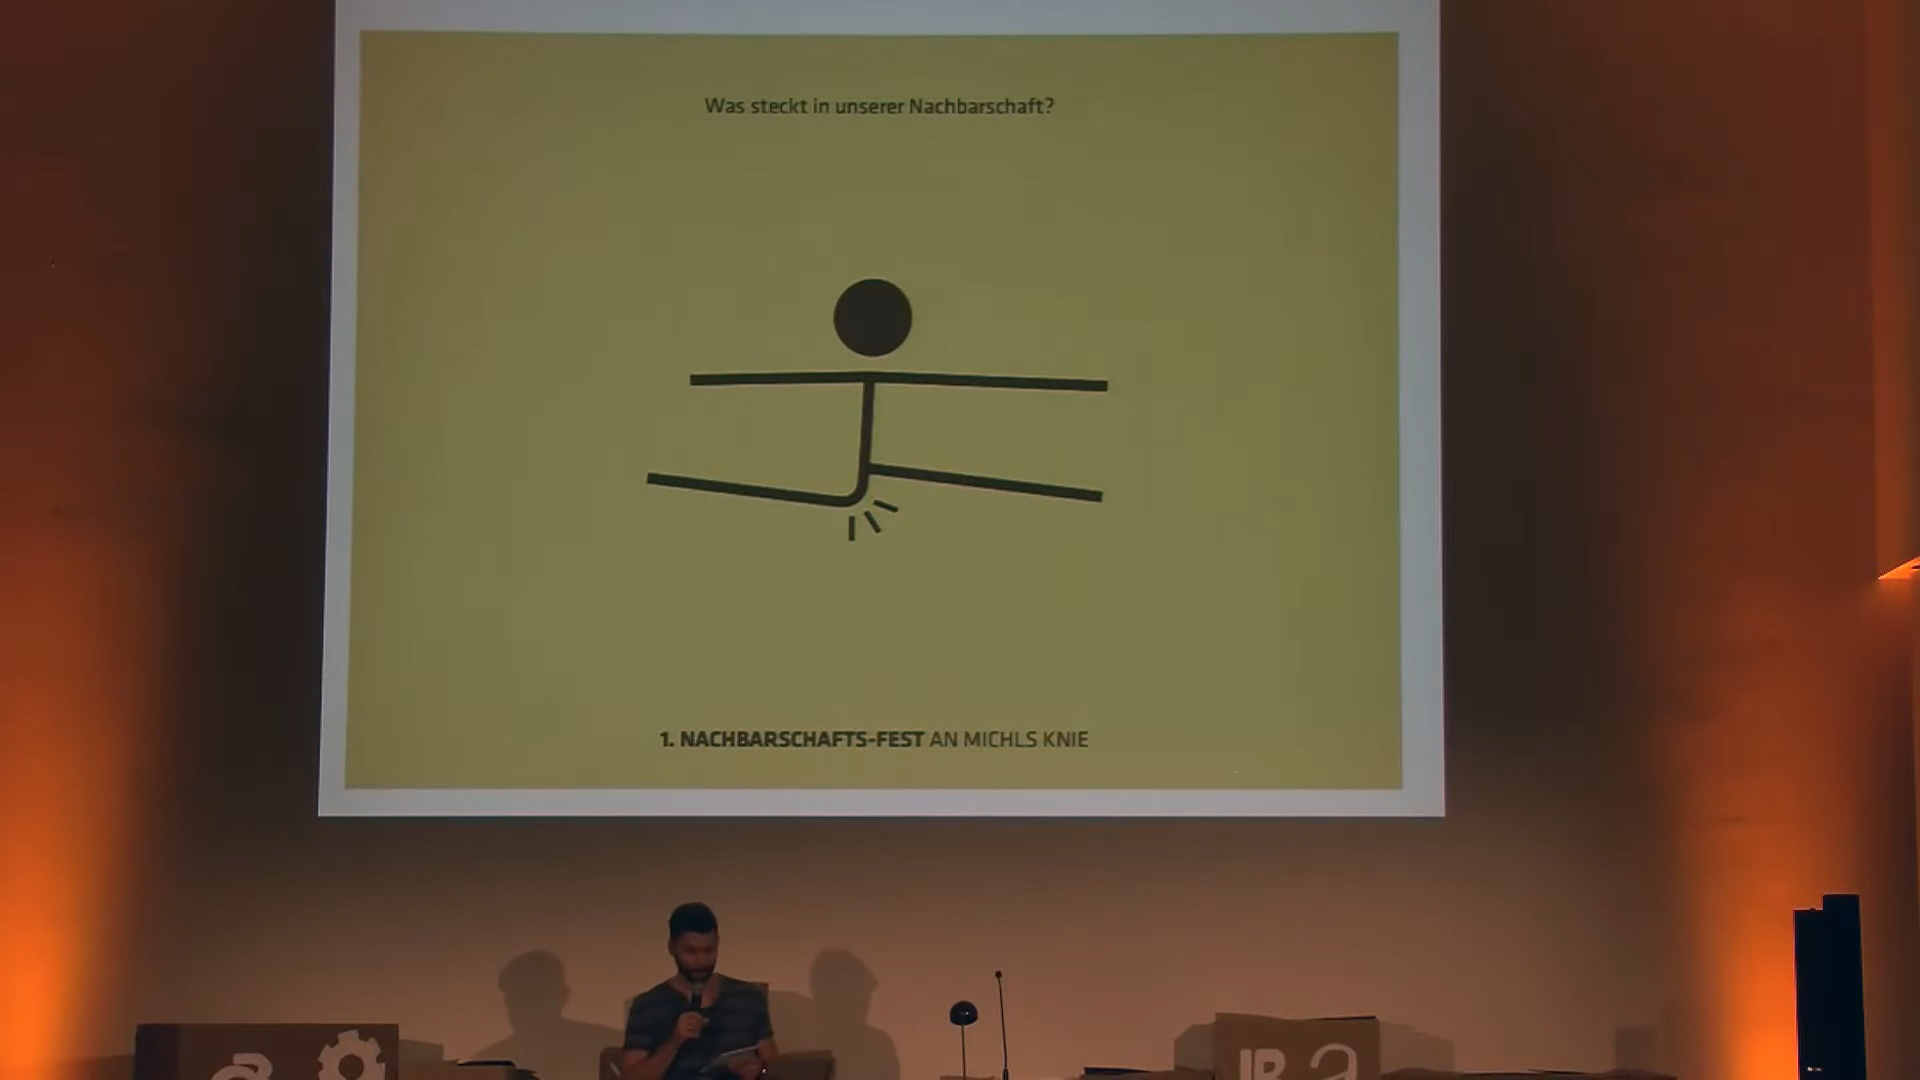 Was steckt in unserer Nachbarschaft?
1. NACHBARSCHAFTS-FEST AN MICHLS KNIE